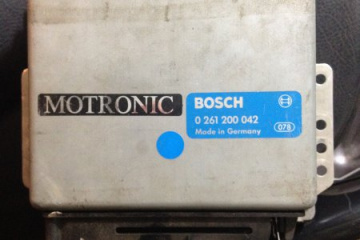 MOTRONIC
BOSCH
0 261 200 042
Made in Germany
078